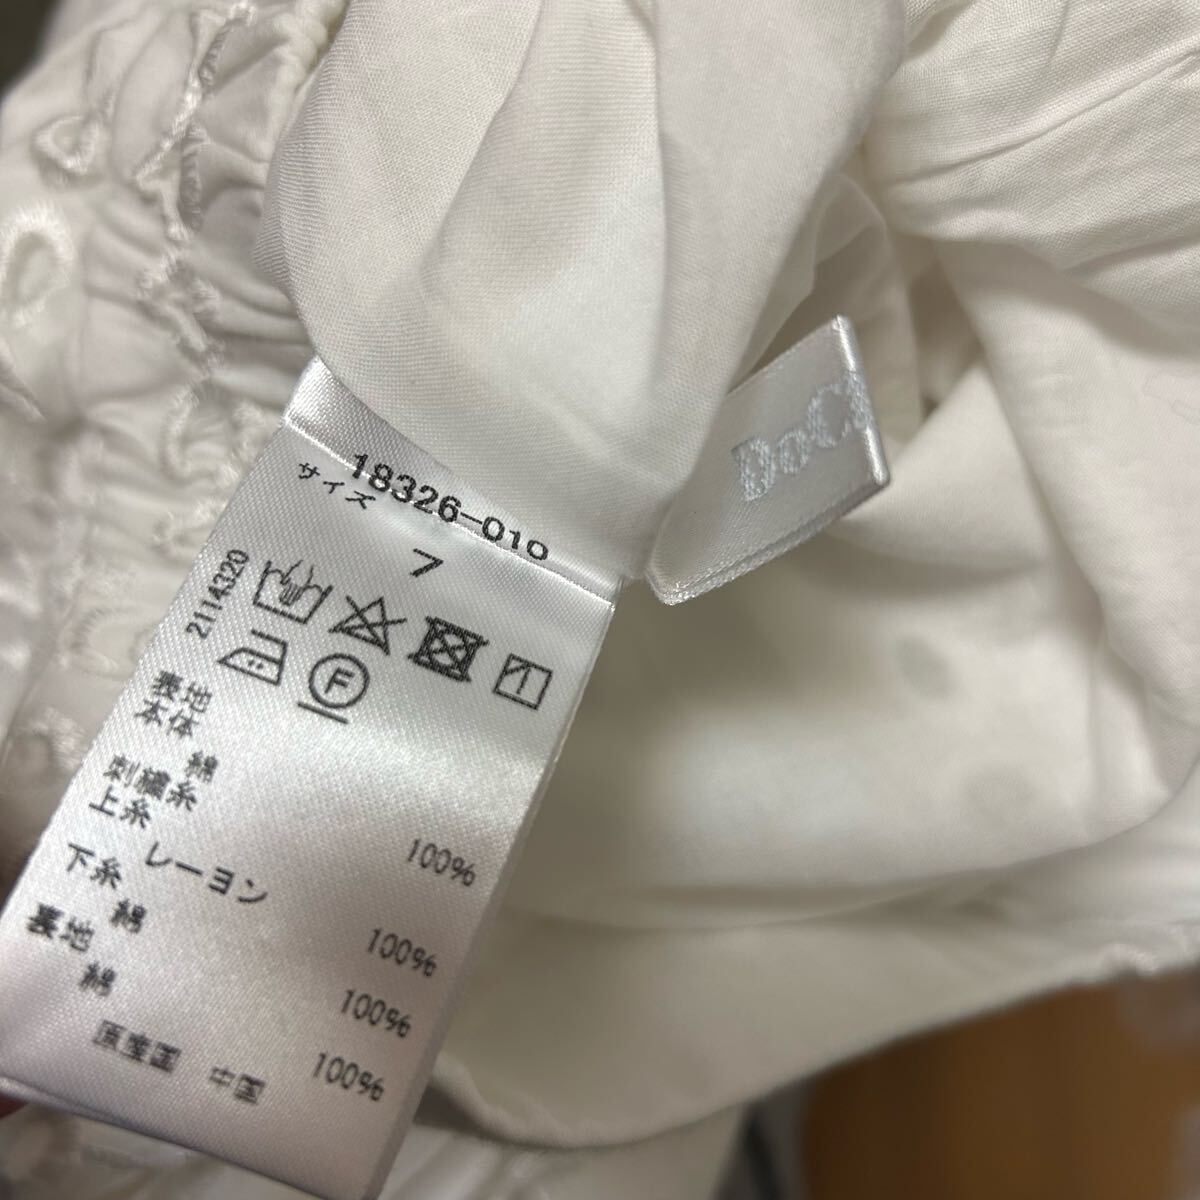 18326-010
サイズ
7
2114320
F
表地
本体
綿 100%
刺繍糸
上糸
レーヨン 100%
下糸
綿 100%
裏地
綿 100%
原産国 中国
DoC